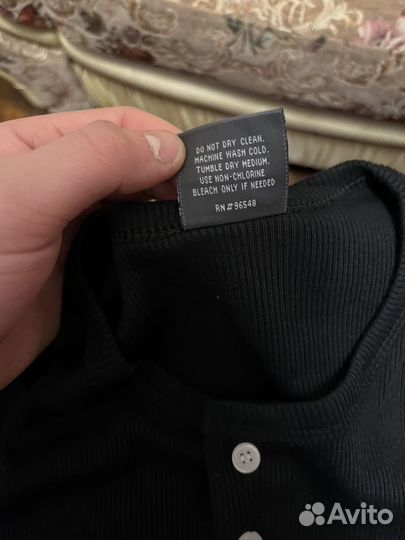 DO NOT DRY CLEAN.
MACHINE WASH COLD.
TUMBLE DRY MEDIUM.
USE NON-CHLORINE
BLEACH ONLY IF NEEDED
RN# 96548
Avito